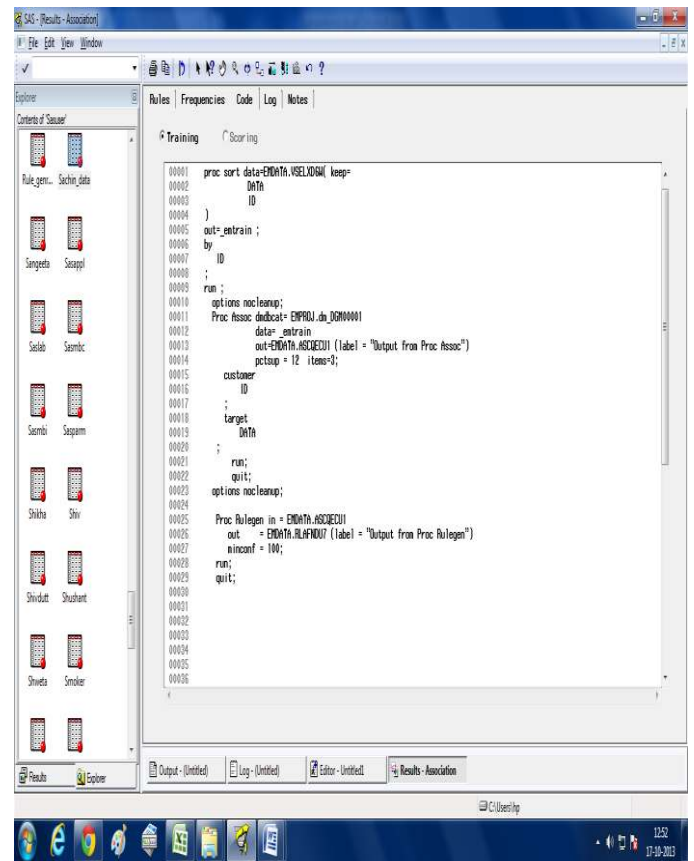 SAS - [Results - Association]
File Edit View Window
Explorer
Contents of 'Sasuser'
Rule_genr... Sachin_data
Sangeeta Sasappl
Saslab Sasmbc
Sasmbi Sasparm
Shikha Shiv
Shivdutt Shushant
Shweta Smoker
Results Explorer
Rules Frequencies Code Log Notes
Training Scoring
00001 proc sort data=EMDATA.VSELXDGW( keep=
00002 DATA
00003 ID
00004 )
00005 out=_entrain ;
00006 by
00007 ID
00008 ;
00009 run ;
00010 options nocleanup;
00011 Proc Assoc dmdbcat= EMPROJ.dm_DGM00001
00012 data= _entrain
00013 out=EMDATA.ASCQECU1 (label = "Output from Proc Assoc")
00014 pctsup = 12 items=3;
00015 customer
00016 ID
00017 ;
00018 target
00019 DATA
00020 ;
00021 run;
00022 quit;
00023 options nocleanup;
00024
00025 Proc Rulegen in = EMDATA.ASCQECU1
00026 out = EMDATA.RLAFNDU7 (label = "Output from Proc Rulegen")
00027 minconf = 100;
00028 run;
00029 quit;
00030
00031
00032
00033
00034
00035
00036
Output - (Untitled) Log - (Untitled) Editor - Untitled1 Results - Association
C:\Users\hp
12:52
17-10-2013